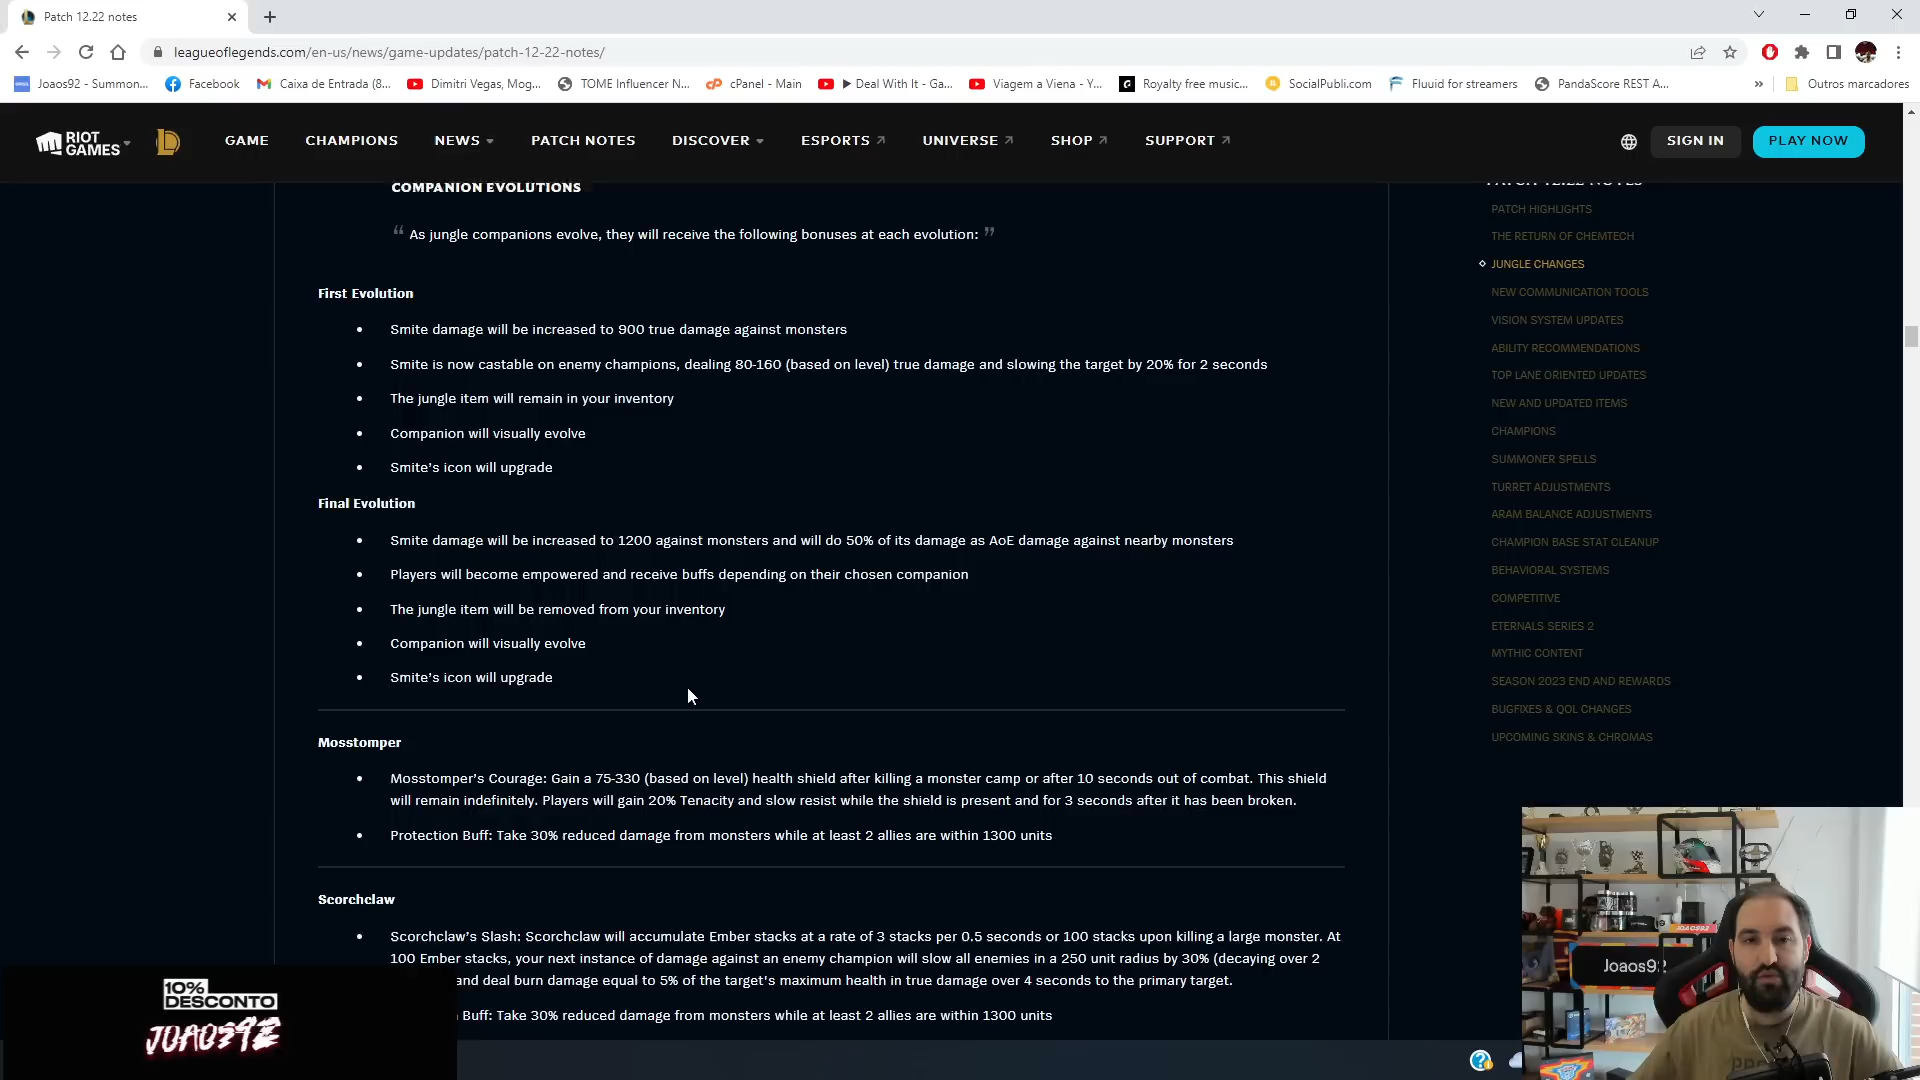 Patch 12.22 notes
leagueoflegends.com/en-us/news/game-updates/patch-12-22-notes/
Joaos92 - Summon... Facebook Caixa de Entrada (8... Dimitri Vegas, Mog... TOME Influencer N... cPanel - Main ▶ Deal With It - Ga... Viagem a Viena - Y... Royalty free music... SocialPubli.com Fluuid for streamers PandaScore REST A... » Outros marcadores
RIOT GAMES GAME CHAMPIONS NEWS PATCH NOTES DISCOVER ESPORTS UNIVERSE SHOP SUPPORT SIGN IN PLAY NOW
COMPANION EVOLUTIONS
“ As jungle companions evolve, they will receive the following bonuses at each evolution: ”
First Evolution
• Smite damage will be increased to 900 true damage against monsters
• Smite is now castable on enemy champions, dealing 80-160 (based on level) true damage and slowing the target by 20% for 2 seconds
• The jungle item will remain in your inventory
• Companion will visually evolve
• Smite’s icon will upgrade
Final Evolution
• Smite damage will be increased to 1200 against monsters and will do 50% of its damage as AoE damage against nearby monsters
• Players will become empowered and receive buffs depending on their chosen companion
• The jungle item will be removed from your inventory
• Companion will visually evolve
• Smite’s icon will upgrade
Mosstomper
• Mosstomper’s Courage: Gain a 75-330 (based on level) health shield after killing a monster camp or after 10 seconds out of combat. This shield
will remain indefinitely. Players will gain 20% Tenacity and slow resist while the shield is present and for 3 seconds after it has been broken.
• Protection Buff: Take 30% reduced damage from monsters while at least 2 allies are within 1300 units
Scorchclaw
• Scorchclaw’s Slash: Scorchclaw will accumulate Ember stacks at a rate of 3 stacks per 0.5 seconds or 100 stacks upon killing a large monster. At
100 Ember stacks, your next instance of damage against an enemy champion will slow all enemies in a 250 unit radius by 30% (decaying over 2
and deal burn damage equal to 5% of the target's maximum health in true damage over 4 seconds to the primary target.
Buff: Take 30% reduced damage from monsters while at least 2 allies are within 1300 units
PATCH 12.22 NOTES
PATCH HIGHLIGHTS
THE RETURN OF CHEMTECH
JUNGLE CHANGES
NEW COMMUNICATION TOOLS
VISION SYSTEM UPDATES
ABILITY RECOMMENDATIONS
TOP LANE ORIENTED UPDATES
NEW AND UPDATED ITEMS
CHAMPIONS
SUMMONER SPELLS
TURRET ADJUSTMENTS
ARAM BALANCE ADJUSTMENTS
CHAMPION BASE STAT CLEANUP
BEHAVIORAL SYSTEMS
COMPETITIVE
ETERNALS SERIES 2
MYTHIC CONTENT
SEASON 2023 END AND REWARDS
BUGFIXES & QOL CHANGES
UPCOMING SKINS & CHROMAS
10%
DESCONTO
JOAOS92
JOAOS92
Joaos92